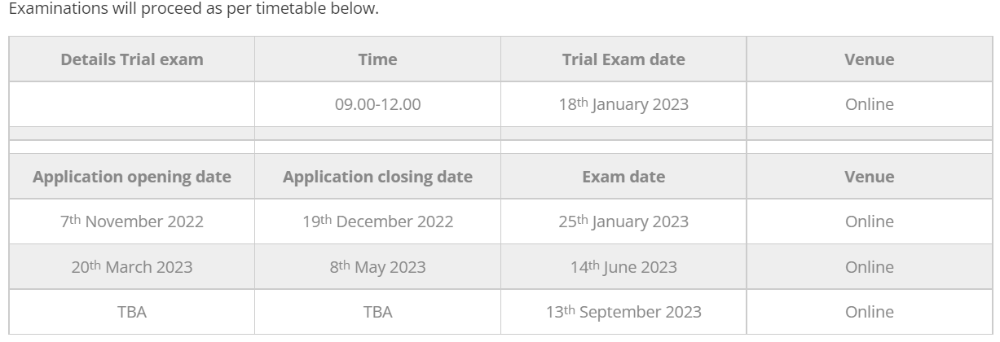 Examinations will proceed as per timetable below.
Details Trial exam Time Trial Exam date Venue
09.00-12.00 18th January 2023 Online
Application opening date Application closing date Exam date Venue
7th November 2022 19th December 2022 25th January 2023 Online
20th March 2023 8th May 2023 14th June 2023 Online
TBA TBA 13th September 2023 Online